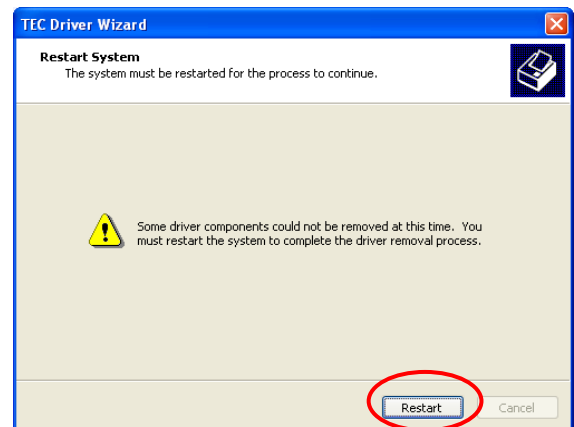 TEC Driver Wizard
Restart System
The system must be restarted for the process to continue.
Some driver components could not be removed at this time. You
must restart the system to complete the driver removal process.
Restart
Cancel